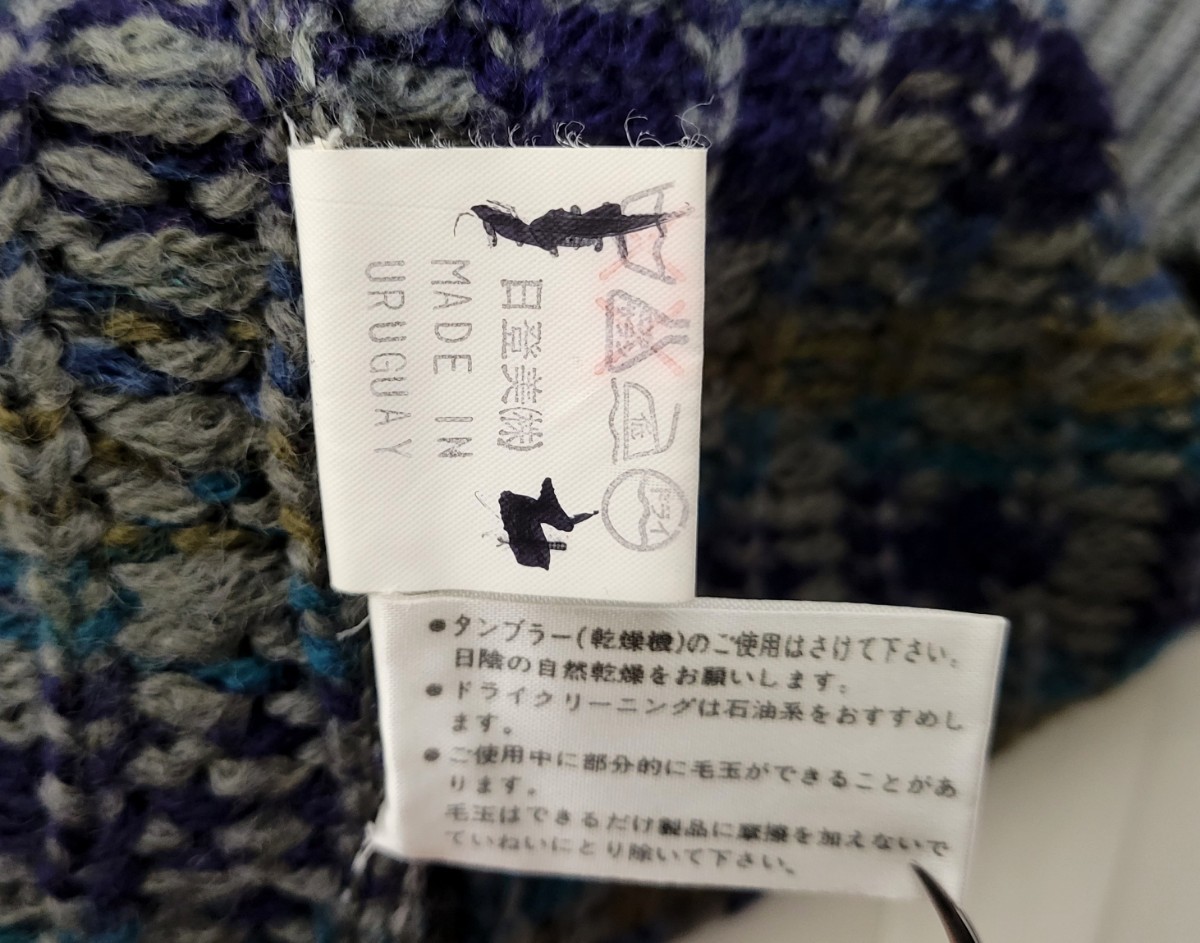 ドライ
日登美㈱
MADE IN
URUGUAY
●タンブラー(乾燥機)のご使用はさけて下さい。
日陰の自然乾燥をお願いします。
●ドライクリーニングは石油系をおすすめし
ます。
●ご使用中に部分的に毛玉ができることがあ
ります。
毛玉はできるだけ製品に摩擦を加えないで
ていねいにとり除いて下さい。